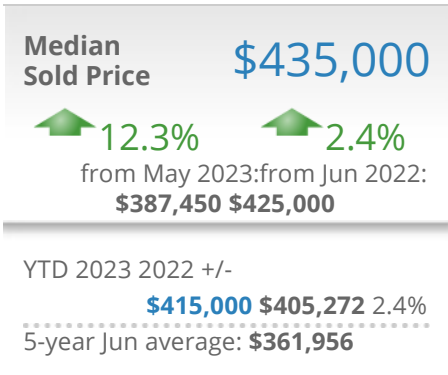 Median
Sold Price
$435,000
12.3% 2.4%
from May 2023:from Jun 2022:
$387,450 $425,000
YTD 2023 2022 +/-
$415,000 $405,272 2.4%
5-year Jun average: $361,956